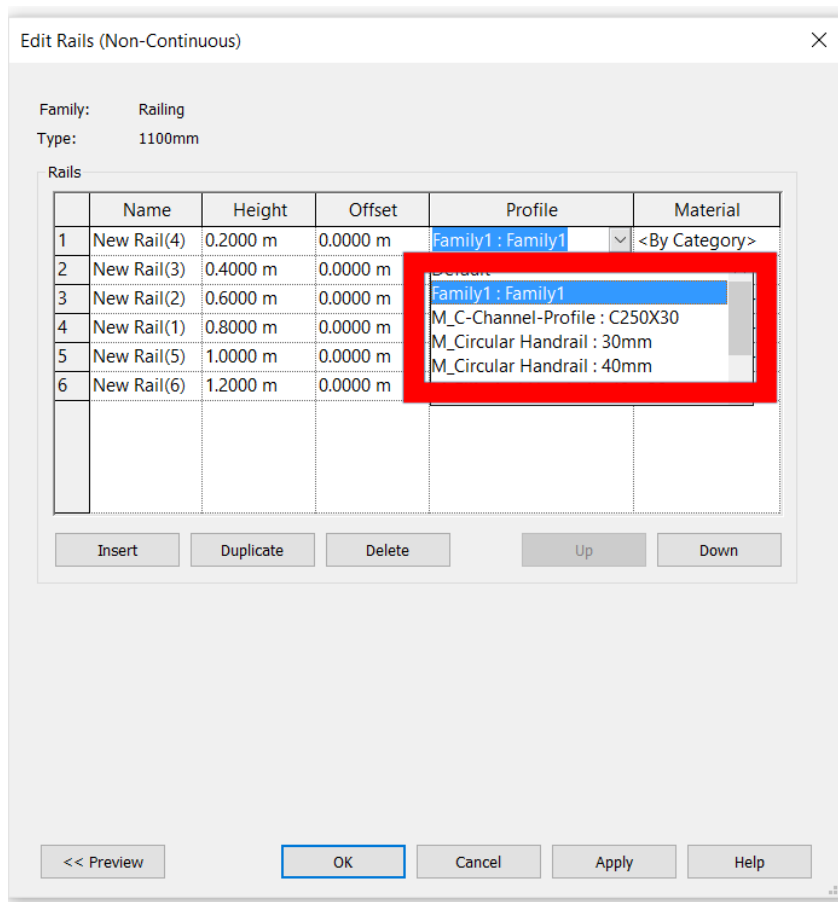 Edit Rails (Non-Continuous)
Family: Railing
Type: 1100mm
Rails
Name Height Offset Profile Material
1 New Rail(4) 0.2000 m 0.0000 m Family1 : Family1 <By Category>
2 New Rail(3) 0.4000 m 0.0000 m Default
3 New Rail(2) 0.6000 m 0.0000 m Family1 : Family1
4 New Rail(1) 0.8000 m 0.0000 m M_C-Channel-Profile : C250X30
5 New Rail(5) 1.0000 m 0.0000 m M_Circular Handrail : 30mm
6 New Rail(6) 1.2000 m 0.0000 m M_Circular Handrail : 40mm
Insert Duplicate Delete Up Down
<< Preview OK Cancel Apply Help